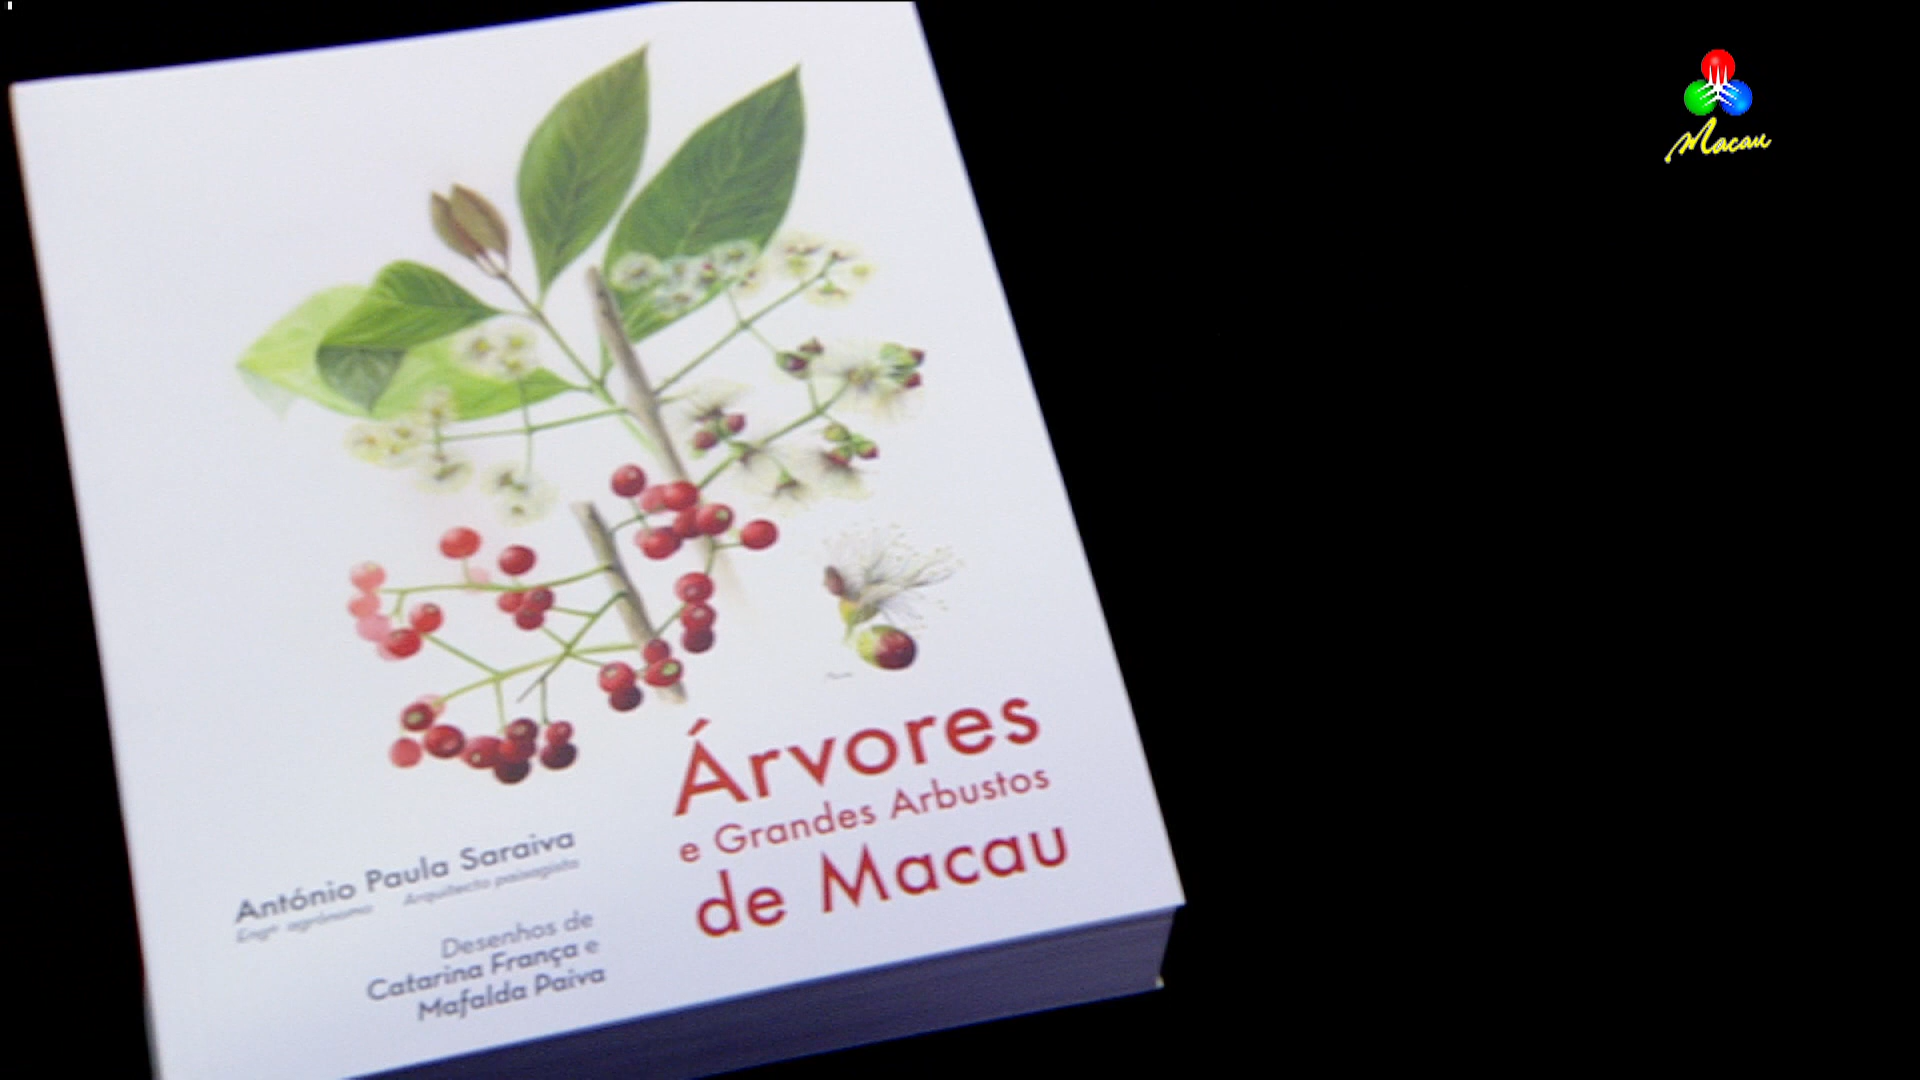 Macau
Árvores
e Grandes Arbustos
de Macau
António Paula Saraiva
Engº agrónomo Arquitecto paisagista
Desenhos de
Catarina França e
Mafalda Paiva